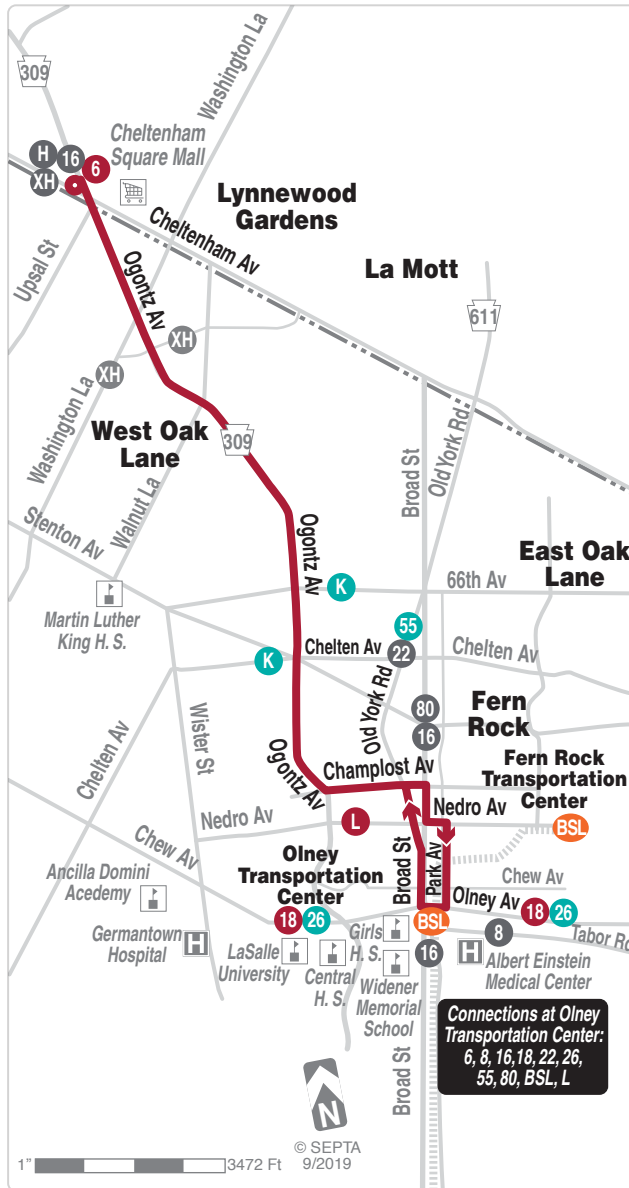 309
Washington La
H
16
6
XH
Cheltenham
Square Mall
Lynnewood
Gardens
Cheltenham Av
Upsal St
Ogontz Av
La Mott
611
XH
XH
Washington La
West Oak
Lane
309
Walnut La
Broad St
Old York Rd
Stenton Av
Ogontz Av
East Oak
Lane
K
66th Av
Martin Luther
King H. S.
55
Chelten Av
22
Chelten Av
K
Old York Rd
80
16
Fern
Rock
Wister St
Chelten Av
Ogontz Av
Champlost Av
Fern Rock
Transportation
Center
Nedro Av
Nedro Av
L
BSL
Chew Av
Olney
Transportation
Center
Broad St
Park Av
Chew Av
Ancilla Domini
Acedemy
Olney Av
18
26
18
26
BSL
Girls
H. S.
8
Tabor Rd
Germantown
Hospital
H
LaSalle
University
Central
H. S.
16
H
Widener
Memorial
School
Albert Einstein
Medical Center
Connections at Olney
Transportation Center:
6, 8, 16,18, 22, 26,
55, 80, BSL, L
Broad St
N
© SEPTA
9/2019
1" 3472 Ft